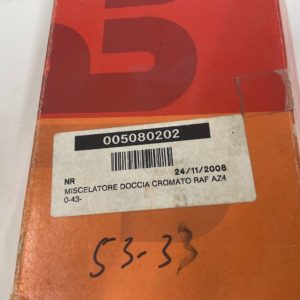 005080202
NR 24/11/2008
MISCELATORE DOCCIA CROMATO RAF AZ4
0-43-
53-33